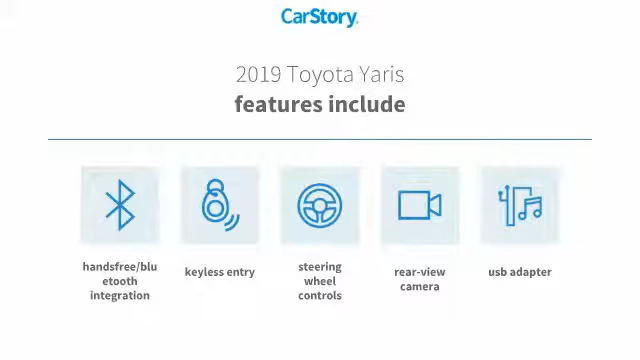 CarStory.
2019 Toyota Yaris
features include
handsfree/blu
etooth
integration
keyless entry
steering
wheel
controls
rear-view
camera
usb adapter